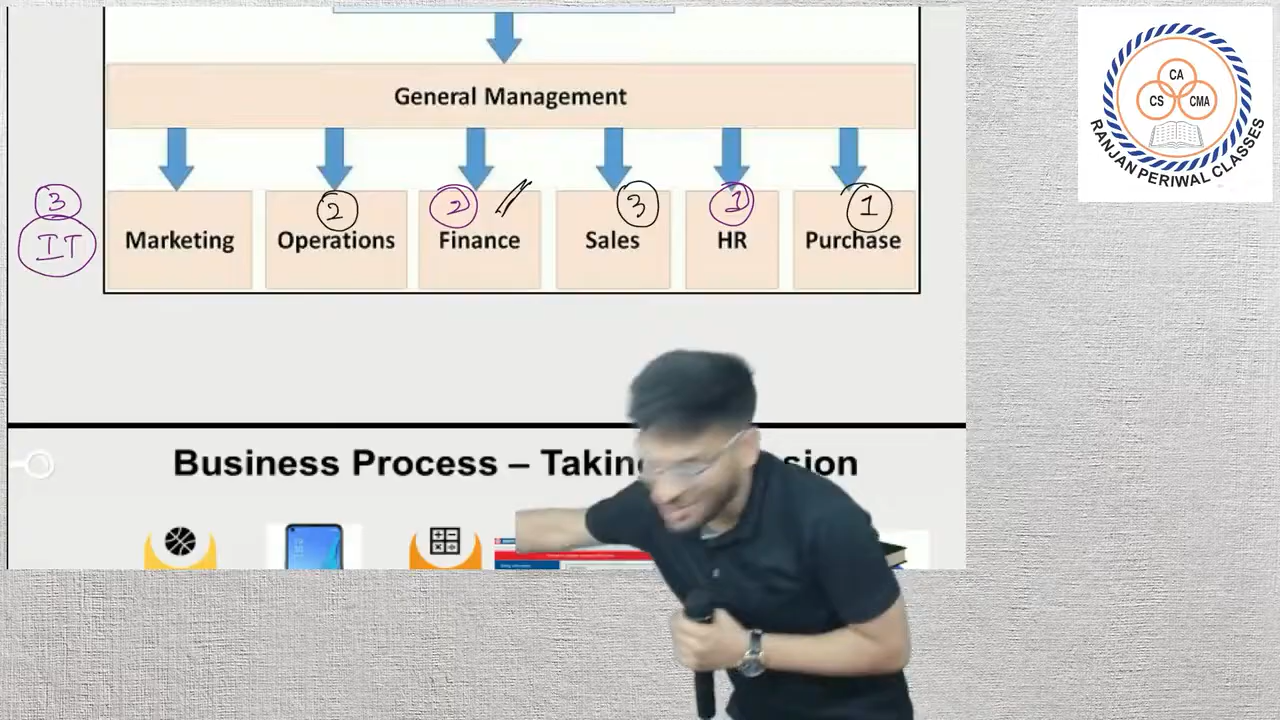 General Management
3
IT
2
2
3
1
1
Marketing
Operations
Finance
Sales
HR
Purchase
Business Process – Taking
sion
CA
CS
CMA
RANJAN PERIWAL CLASSES